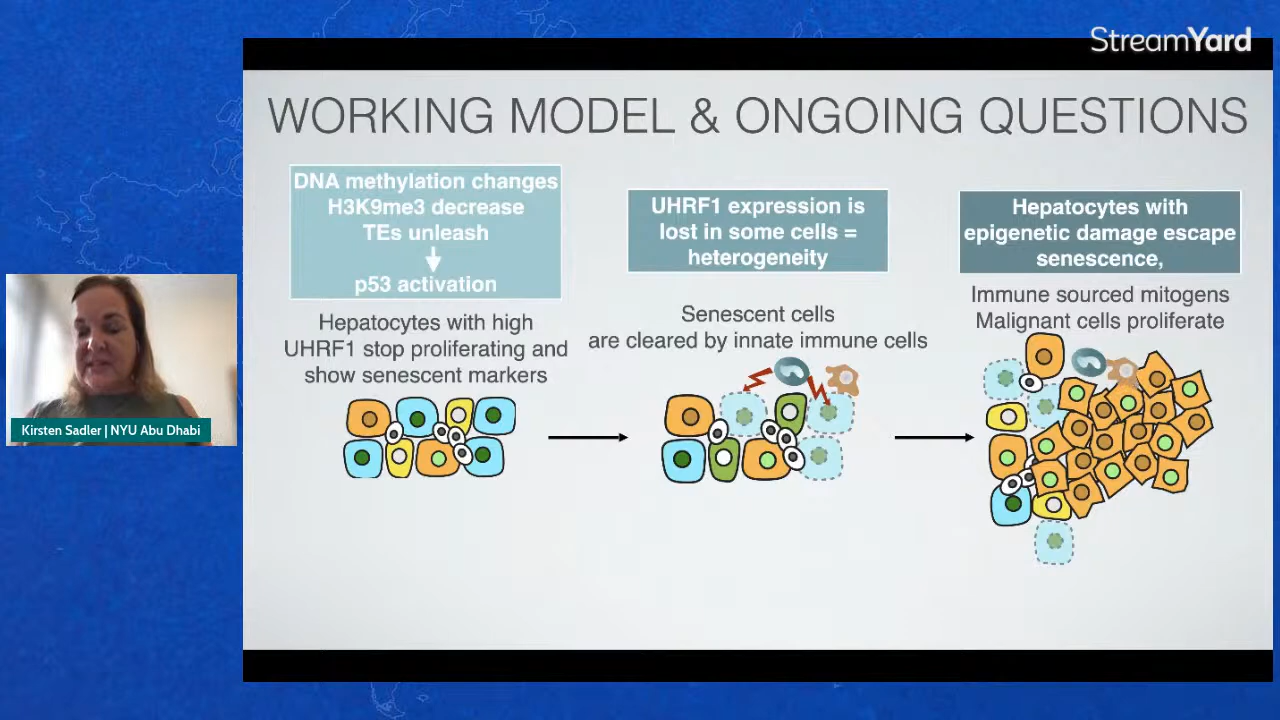 StreamYard
WORKING MODEL & ONGOING QUESTIONS
DNA methylation changes
H3K9me3 decrease
TEs unleash
p53 activation
Hepatocytes with high
UHRF1 stop proliferating and
show senescent markers
UHRF1 expression is
lost in some cells =
heterogeneity
Senescent cells
are cleared by innate immune cells
Hepatocytes with
epigenetic damage escape
senescence,
Immune sourced mitogens
Malignant cells proliferate
Kirsten Sadler | NYU Abu Dhabi